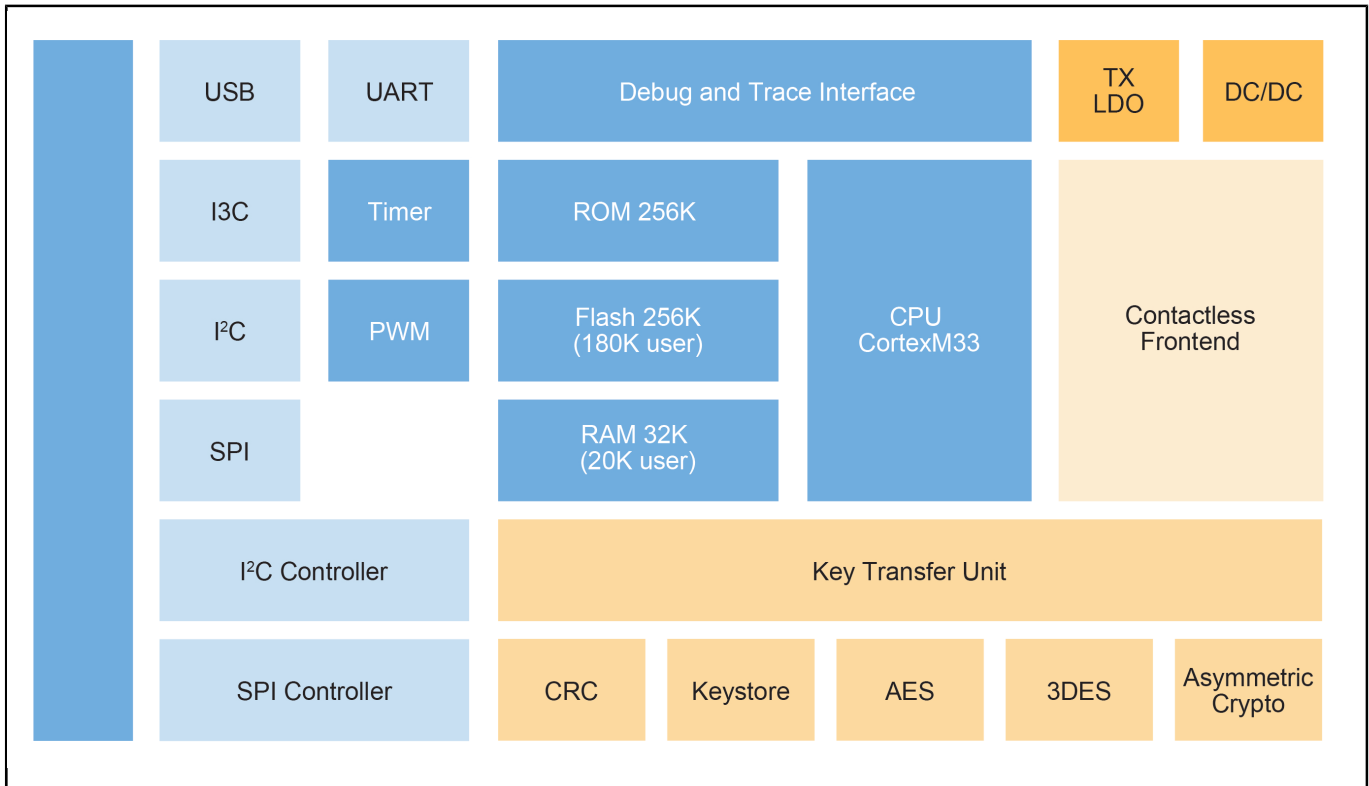 USB
UART
Debug and Trace Interface
TX
LDO
DC/DC
I3C
Timer
ROM 256K
I²C
PWM
Flash 256K
(180K user)
CPU
CortexM33
Contactless
Frontend
SPI
RAM 32K
(20K user)
I²C Controller
Key Transfer Unit
SPI Controller
CRC
Keystore
AES
3DES
Asymmetric
Crypto